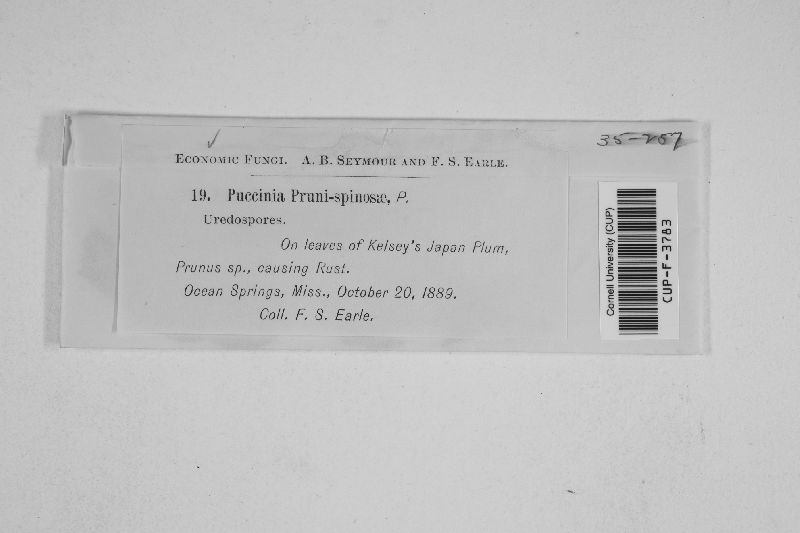 35-257
ECONOMIC FUNGI. A. B. SEYMOUR AND F. S. EARLE.
19. Puccinia Pruni-spinosæ, P.
Uredospores.
On leaves of Kelsey's Japan Plum,
Prunus sp., causing Rust.
Ocean Springs, Miss., October 20, 1889.
Coll. F. S. Earle.
Cornell University (CUP)
CUP-F-3783